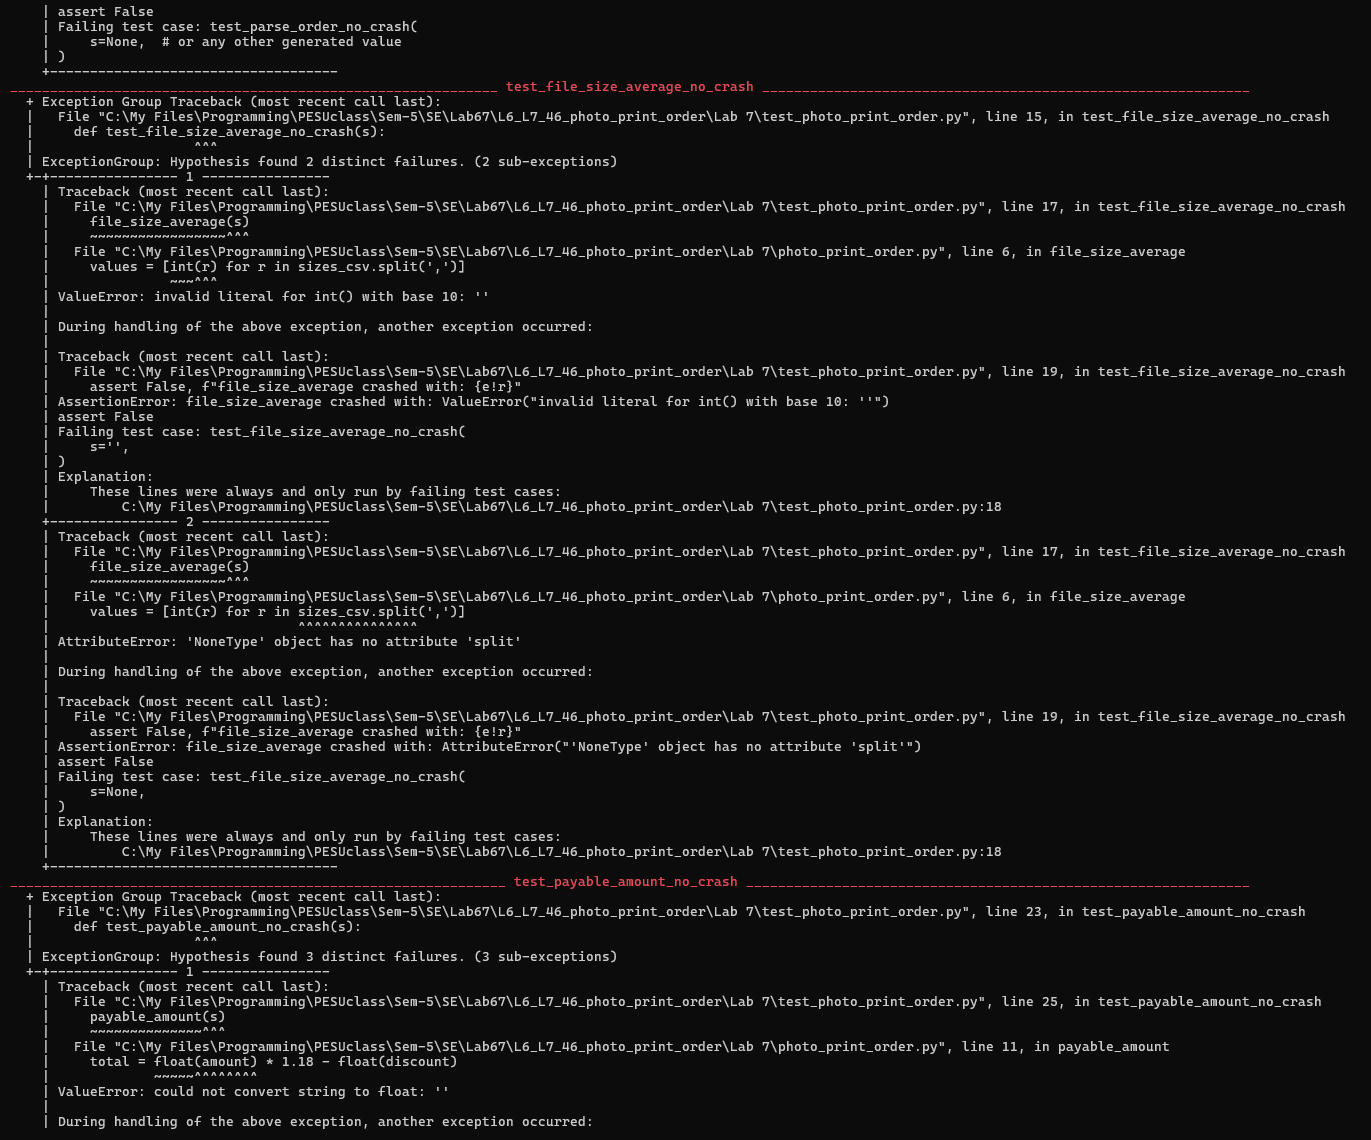 | assert False
| Failing test case: test_parse_order_no_crash(
|     s=None,  # or any other generated value
| )
+------------------------------------
_____________________________________________________________ test_file_size_average_no_crash _____________________________________________________________
+ Exception Group Traceback (most recent call last):
|   File "C:\My Files\Programming\PESUclass\Sem-5\SE\Lab67\L6_L7_46_photo_print_order\Lab 7\test_photo_print_order.py", line 15, in test_file_size_average_no_crash
|     def test_file_size_average_no_crash(s):
|                    ^^^
| ExceptionGroup: Hypothesis found 2 distinct failures. (2 sub-exceptions)
+-+---------------- 1 ----------------
| Traceback (most recent call last):
|   File "C:\My Files\Programming\PESUclass\Sem-5\SE\Lab67\L6_L7_46_photo_print_order\Lab 7\test_photo_print_order.py", line 17, in test_file_size_average_no_crash
|     file_size_average(s)
|     ~~~~~~~~~~~~~~~~~^^^
|   File "C:\My Files\Programming\PESUclass\Sem-5\SE\Lab67\L6_L7_46_photo_print_order\Lab 7\photo_print_order.py", line 6, in file_size_average
|     values = [int(r) for r in sizes_csv.split(',')]
|               ~~~^^^
| ValueError: invalid literal for int() with base 10: ''
|
| During handling of the above exception, another exception occurred:
|
| Traceback (most recent call last):
|   File "C:\My Files\Programming\PESUclass\Sem-5\SE\Lab67\L6_L7_46_photo_print_order\Lab 7\test_photo_print_order.py", line 19, in test_file_size_average_no_crash
|     assert False, f"file_size_average crashed with: {e!r}"
| AssertionError: file_size_average crashed with: ValueError("invalid literal for int() with base 10: ''")
| assert False
| Failing test case: test_file_size_average_no_crash(
|     s='',
| )
| Explanation:
|     These lines were always and only run by failing test cases:
|         C:\My Files\Programming\PESUclass\Sem-5\SE\Lab67\L6_L7_46_photo_print_order\Lab 7\test_photo_print_order.py:18
+---------------- 2 ----------------
| Traceback (most recent call last):
|   File "C:\My Files\Programming\PESUclass\Sem-5\SE\Lab67\L6_L7_46_photo_print_order\Lab 7\test_photo_print_order.py", line 17, in test_file_size_average_no_crash
|     file_size_average(s)
|     ~~~~~~~~~~~~~~~~~^^^
|   File "C:\My Files\Programming\PESUclass\Sem-5\SE\Lab67\L6_L7_46_photo_print_order\Lab 7\photo_print_order.py", line 6, in file_size_average
|     values = [int(r) for r in sizes_csv.split(',')]
|                               ^^^^^^^^^^^^^^^
| AttributeError: 'NoneType' object has no attribute 'split'
|
| During handling of the above exception, another exception occurred:
|
| Traceback (most recent call last):
|   File "C:\My Files\Programming\PESUclass\Sem-5\SE\Lab67\L6_L7_46_photo_print_order\Lab 7\test_photo_print_order.py", line 19, in test_file_size_average_no_crash
|     assert False, f"file_size_average crashed with: {e!r}"
| AssertionError: file_size_average crashed with: AttributeError("'NoneType' object has no attribute 'split'")
| assert False
| Failing test case: test_file_size_average_no_crash(
|     s=None,
| )
| Explanation:
|     These lines were always and only run by failing test cases:
|         C:\My Files\Programming\PESUclass\Sem-5\SE\Lab67\L6_L7_46_photo_print_order\Lab 7\test_photo_print_order.py:18
+------------------------------------
______________________________________________________________ test_payable_amount_no_crash _______________________________________________________________
+ Exception Group Traceback (most recent call last):
|   File "C:\My Files\Programming\PESUclass\Sem-5\SE\Lab67\L6_L7_46_photo_print_order\Lab 7\test_photo_print_order.py", line 23, in test_payable_amount_no_crash
|     def test_payable_amount_no_crash(s):
|                    ^^^
| ExceptionGroup: Hypothesis found 3 distinct failures. (3 sub-exceptions)
+-+---------------- 1 ----------------
| Traceback (most recent call last):
|   File "C:\My Files\Programming\PESUclass\Sem-5\SE\Lab67\L6_L7_46_photo_print_order\Lab 7\test_photo_print_order.py", line 25, in test_payable_amount_no_crash
|     payable_amount(s)
|     ~~~~~~~~~~~~~~^^^
|   File "C:\My Files\Programming\PESUclass\Sem-5\SE\Lab67\L6_L7_46_photo_print_order\Lab 7\photo_print_order.py", line 11, in payable_amount
|     total = float(amount) * 1.18 - float(discount)
|             ~~~~~^^^^^^^^
| ValueError: could not convert string to float: ''
|
| During handling of the above exception, another exception occurred: